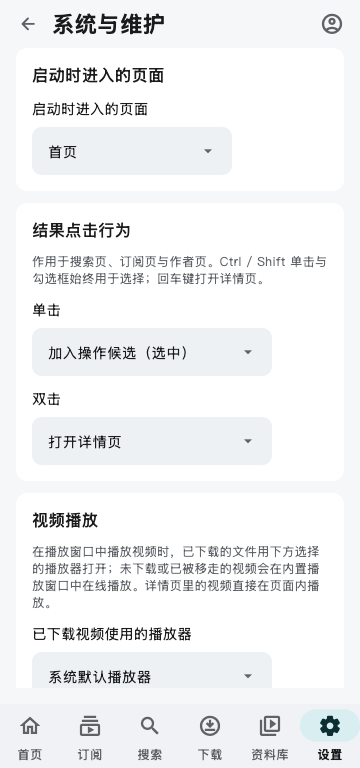 系统与维护
启动时进入的页面
启动时进入的页面
首页
结果点击行为
作用于搜索页、订阅页与作者页。Ctrl / Shift 单击与
勾选框始终用于选择；回车键打开详情页。
单击
加入操作候选（选中）
双击
打开详情页
视频播放
在播放窗口中播放视频时，已下载的文件用下方选择
的播放器打开；未下载或已被移走的视频会在内置播
放窗口中在线播放。详情页里的视频直接在页面内播
放。
已下载视频使用的播放器
系统默认播放器
首页
订阅
搜索
下载
资料库
设置